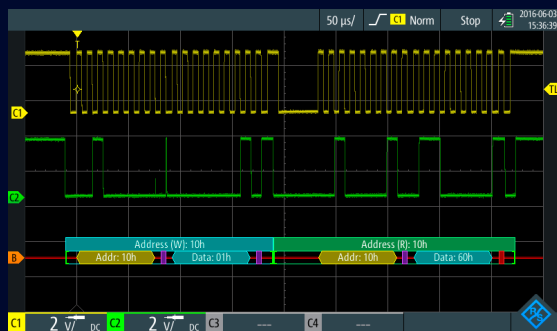 50 µs/ C1 Norm Stop 2016-06-03
15:36:39
T
C1
TL
C2
Address (W): 10h Address (R): 10h
B Addr: 10h Data: 01h Addr: 10h Data: 60h
C1 2 V/ DC C2 2 V/ DC C3 --- C4 ---
R&S